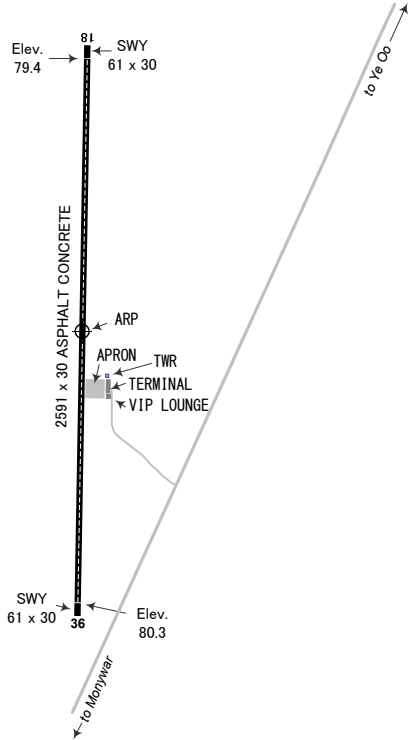 18
SWY
61 x 30
Elev.
79.4
to Ye Oo
2591 x 30 ASPHALT CONCRETE
ARP
APRON
TWR
TERMINAL
VIP LOUNGE
SWY
61 x 30
36
Elev.
80.3
to Monywar